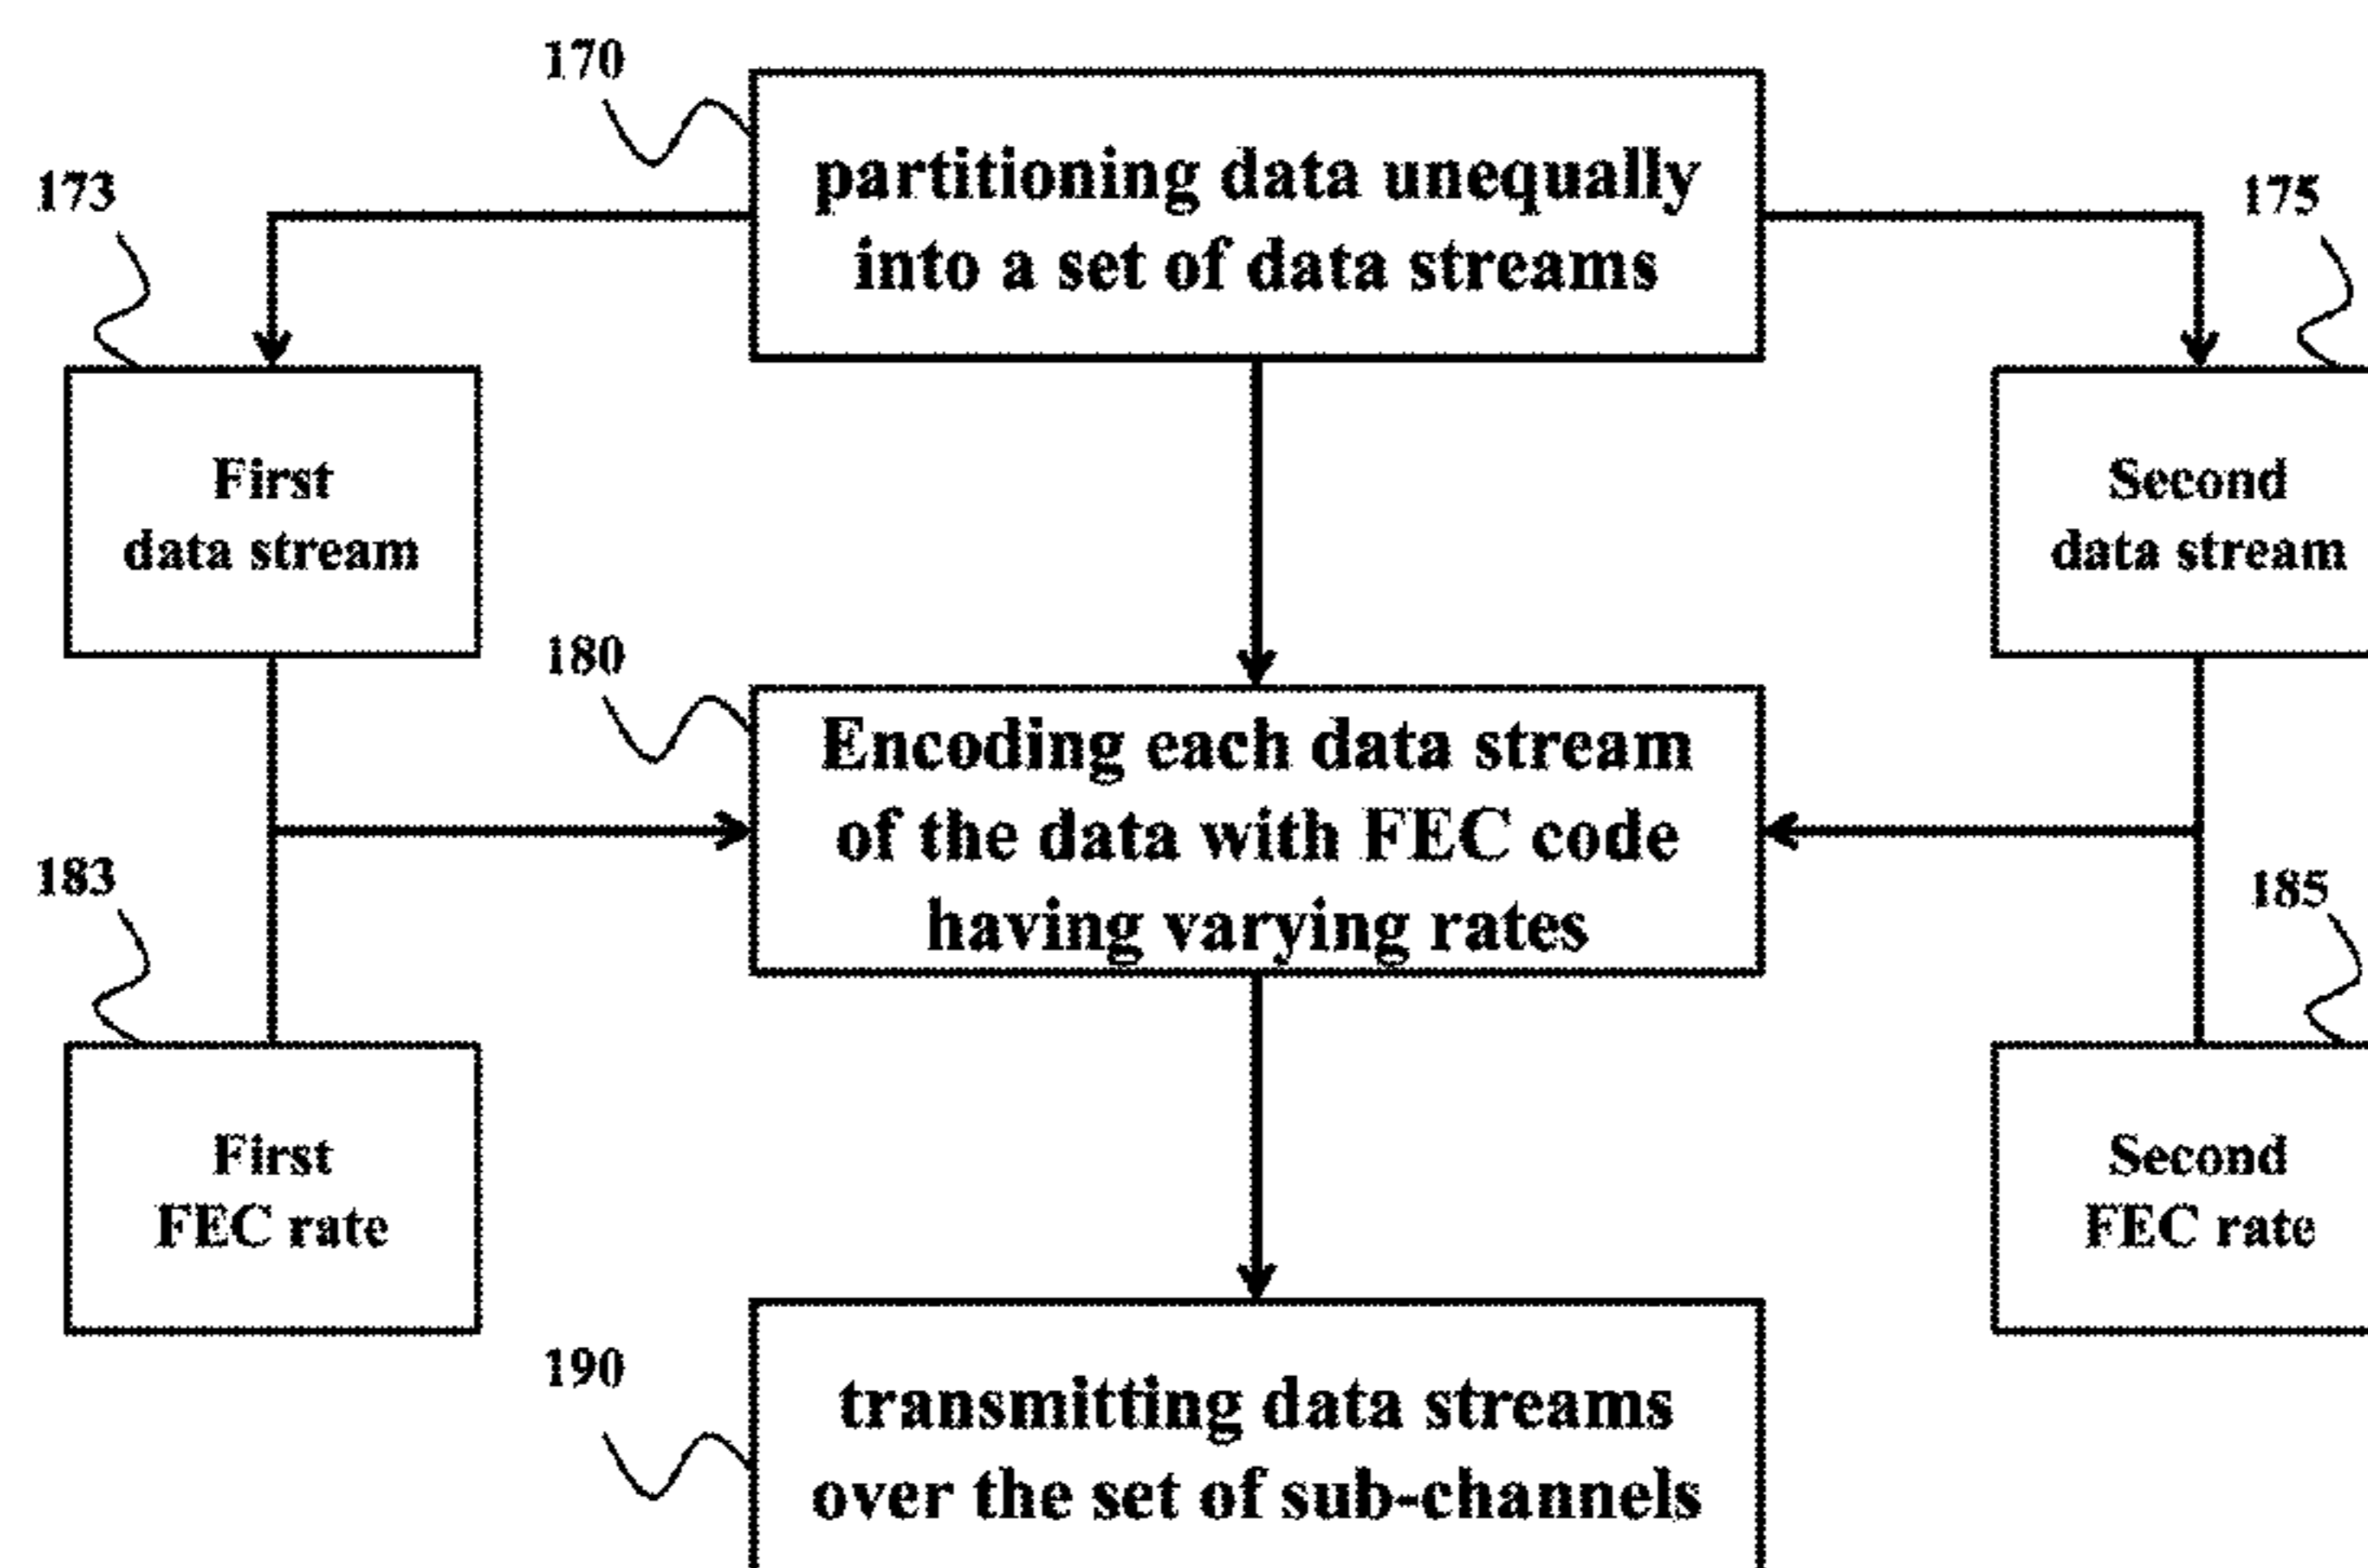 170
partitioning data unequally
into a set of data streams
173
175
First
data stream
Second
data stream
180
Encoding each data stream
of the data with FEC code
having varying rates
183
185
First
FEC rate
Second
FEC rate
190
transmitting data streams
over the set of sub-channels